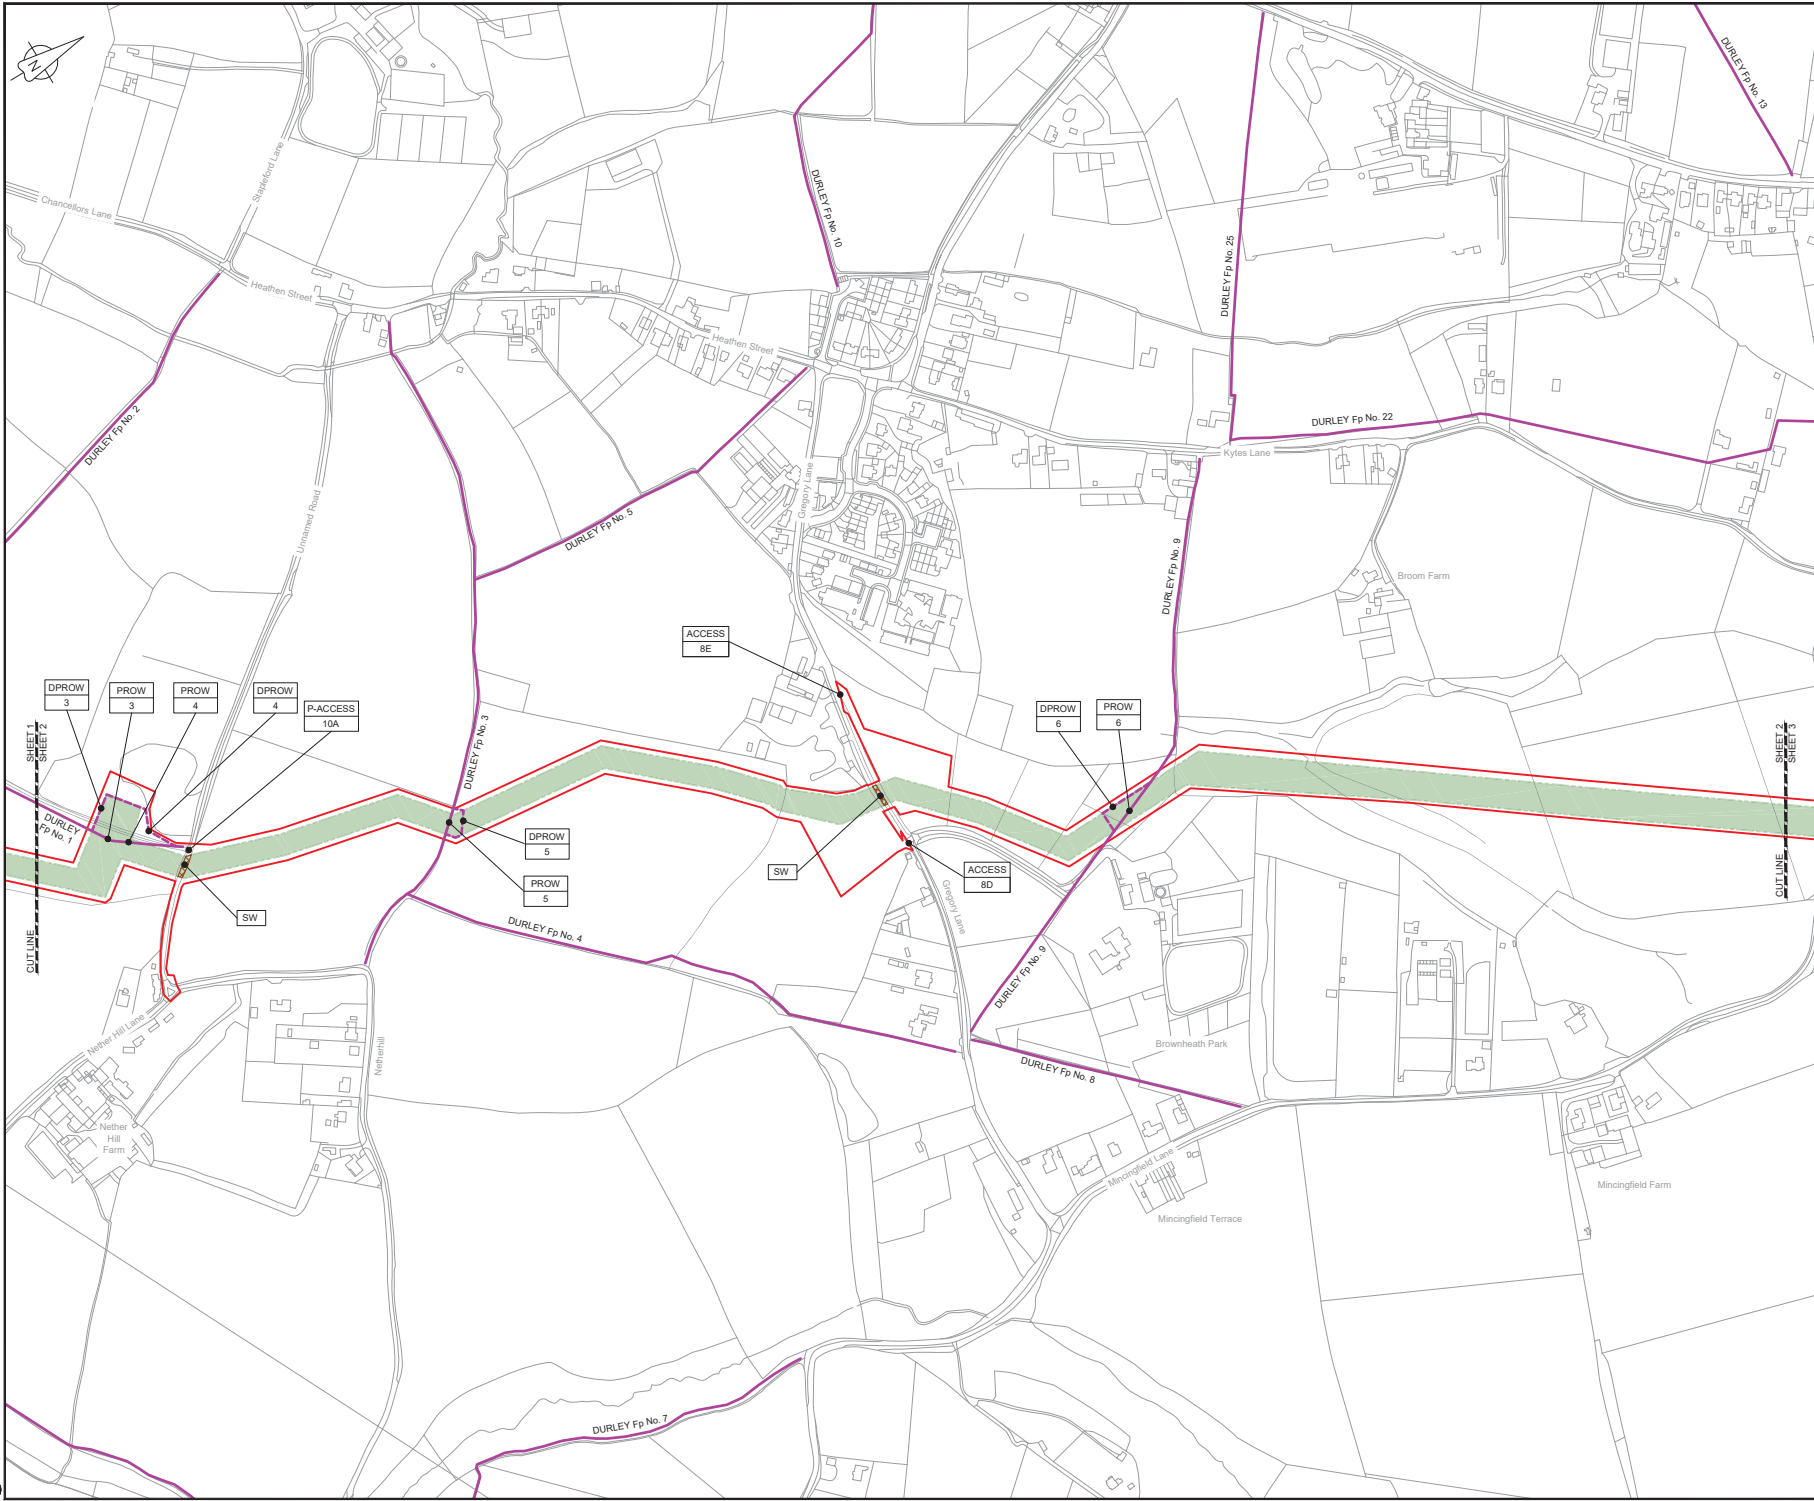 N
DURLEY Fp No. 13
Stapleford Lane
Chancellors Lane
DURLEY Fp No. 10
DURLEY Fp No. 25
Heathen Street
Heathen Street
DURLEY Fp No. 2
DURLEY Fp No. 22
Kytes Lane
Gregory Lane
Unnamed Road
DURLEY Fp No. 5
DURLEY Fp No. 9
Broom Farm
ACCESS
8E
DPROW
3
PROW
3
PROW
4
DPROW
4
P-ACCESS
10A
DPROW
6
PROW
6
SHEET 1
SHEET 2
CUT LINE
SHEET 2
SHEET 3
CUT LINE
DURLEY Fp No. 3
DURLEY
Fp No. 1
DPROW
5
PROW
5
SW
ACCESS
8D
SW
Gregory Lane
DURLEY Fp No. 4
DURLEY Fp No. 9
Nether Hill Lane
Netherhill
Brownheath Park
DURLEY Fp No. 8
Nether
Hill
Farm
Mincingfield Lane
Mincingfield Farm
Mincingfield Terrace
DURLEY Fp No. 7